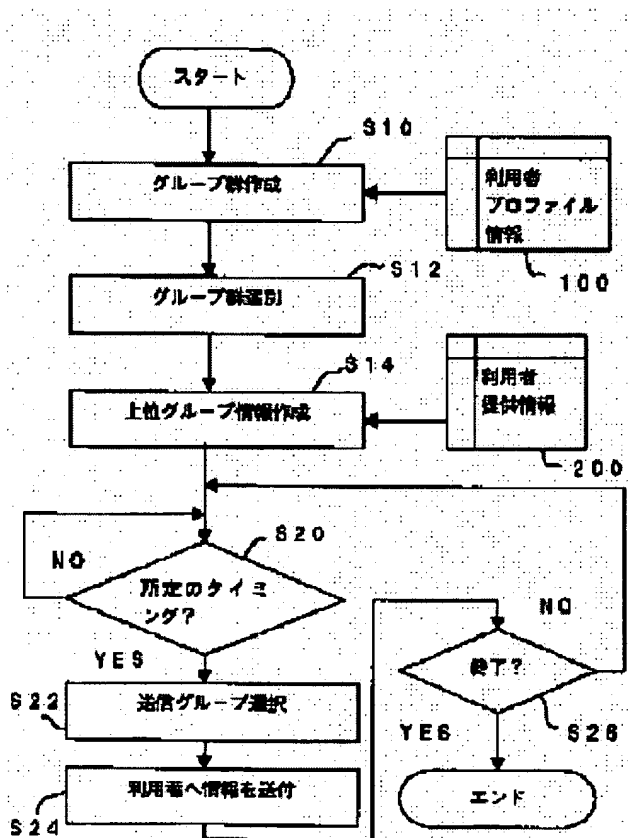 スタート
S10
グループ群作成
利用者
プロファイル
情報
100
S12
グループ群選別
S14
上位グループ情報作成
利用者
提供情報
200
S20
NO
所定のタイミ
ング?
YES
S22
送信グループ選択
S24
利用者へ情報を送付
NO
終了?
YES
S26
エンド